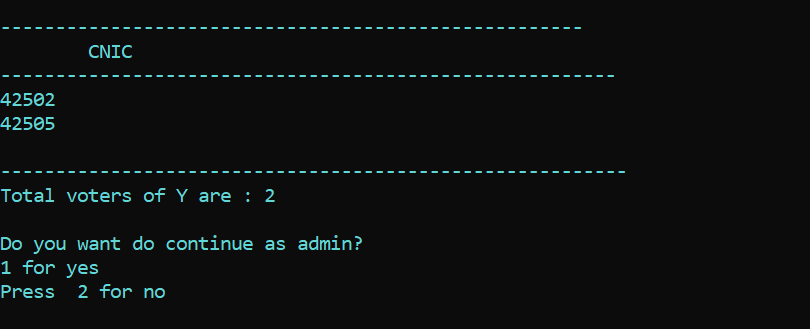 -----------------------------------------------------
CNIC
--------------------------------------------------------
42502
42505
---------------------------------------------------------
Total voters of Y are : 2
Do you want do continue as admin?
1 for yes
Press  2 for no